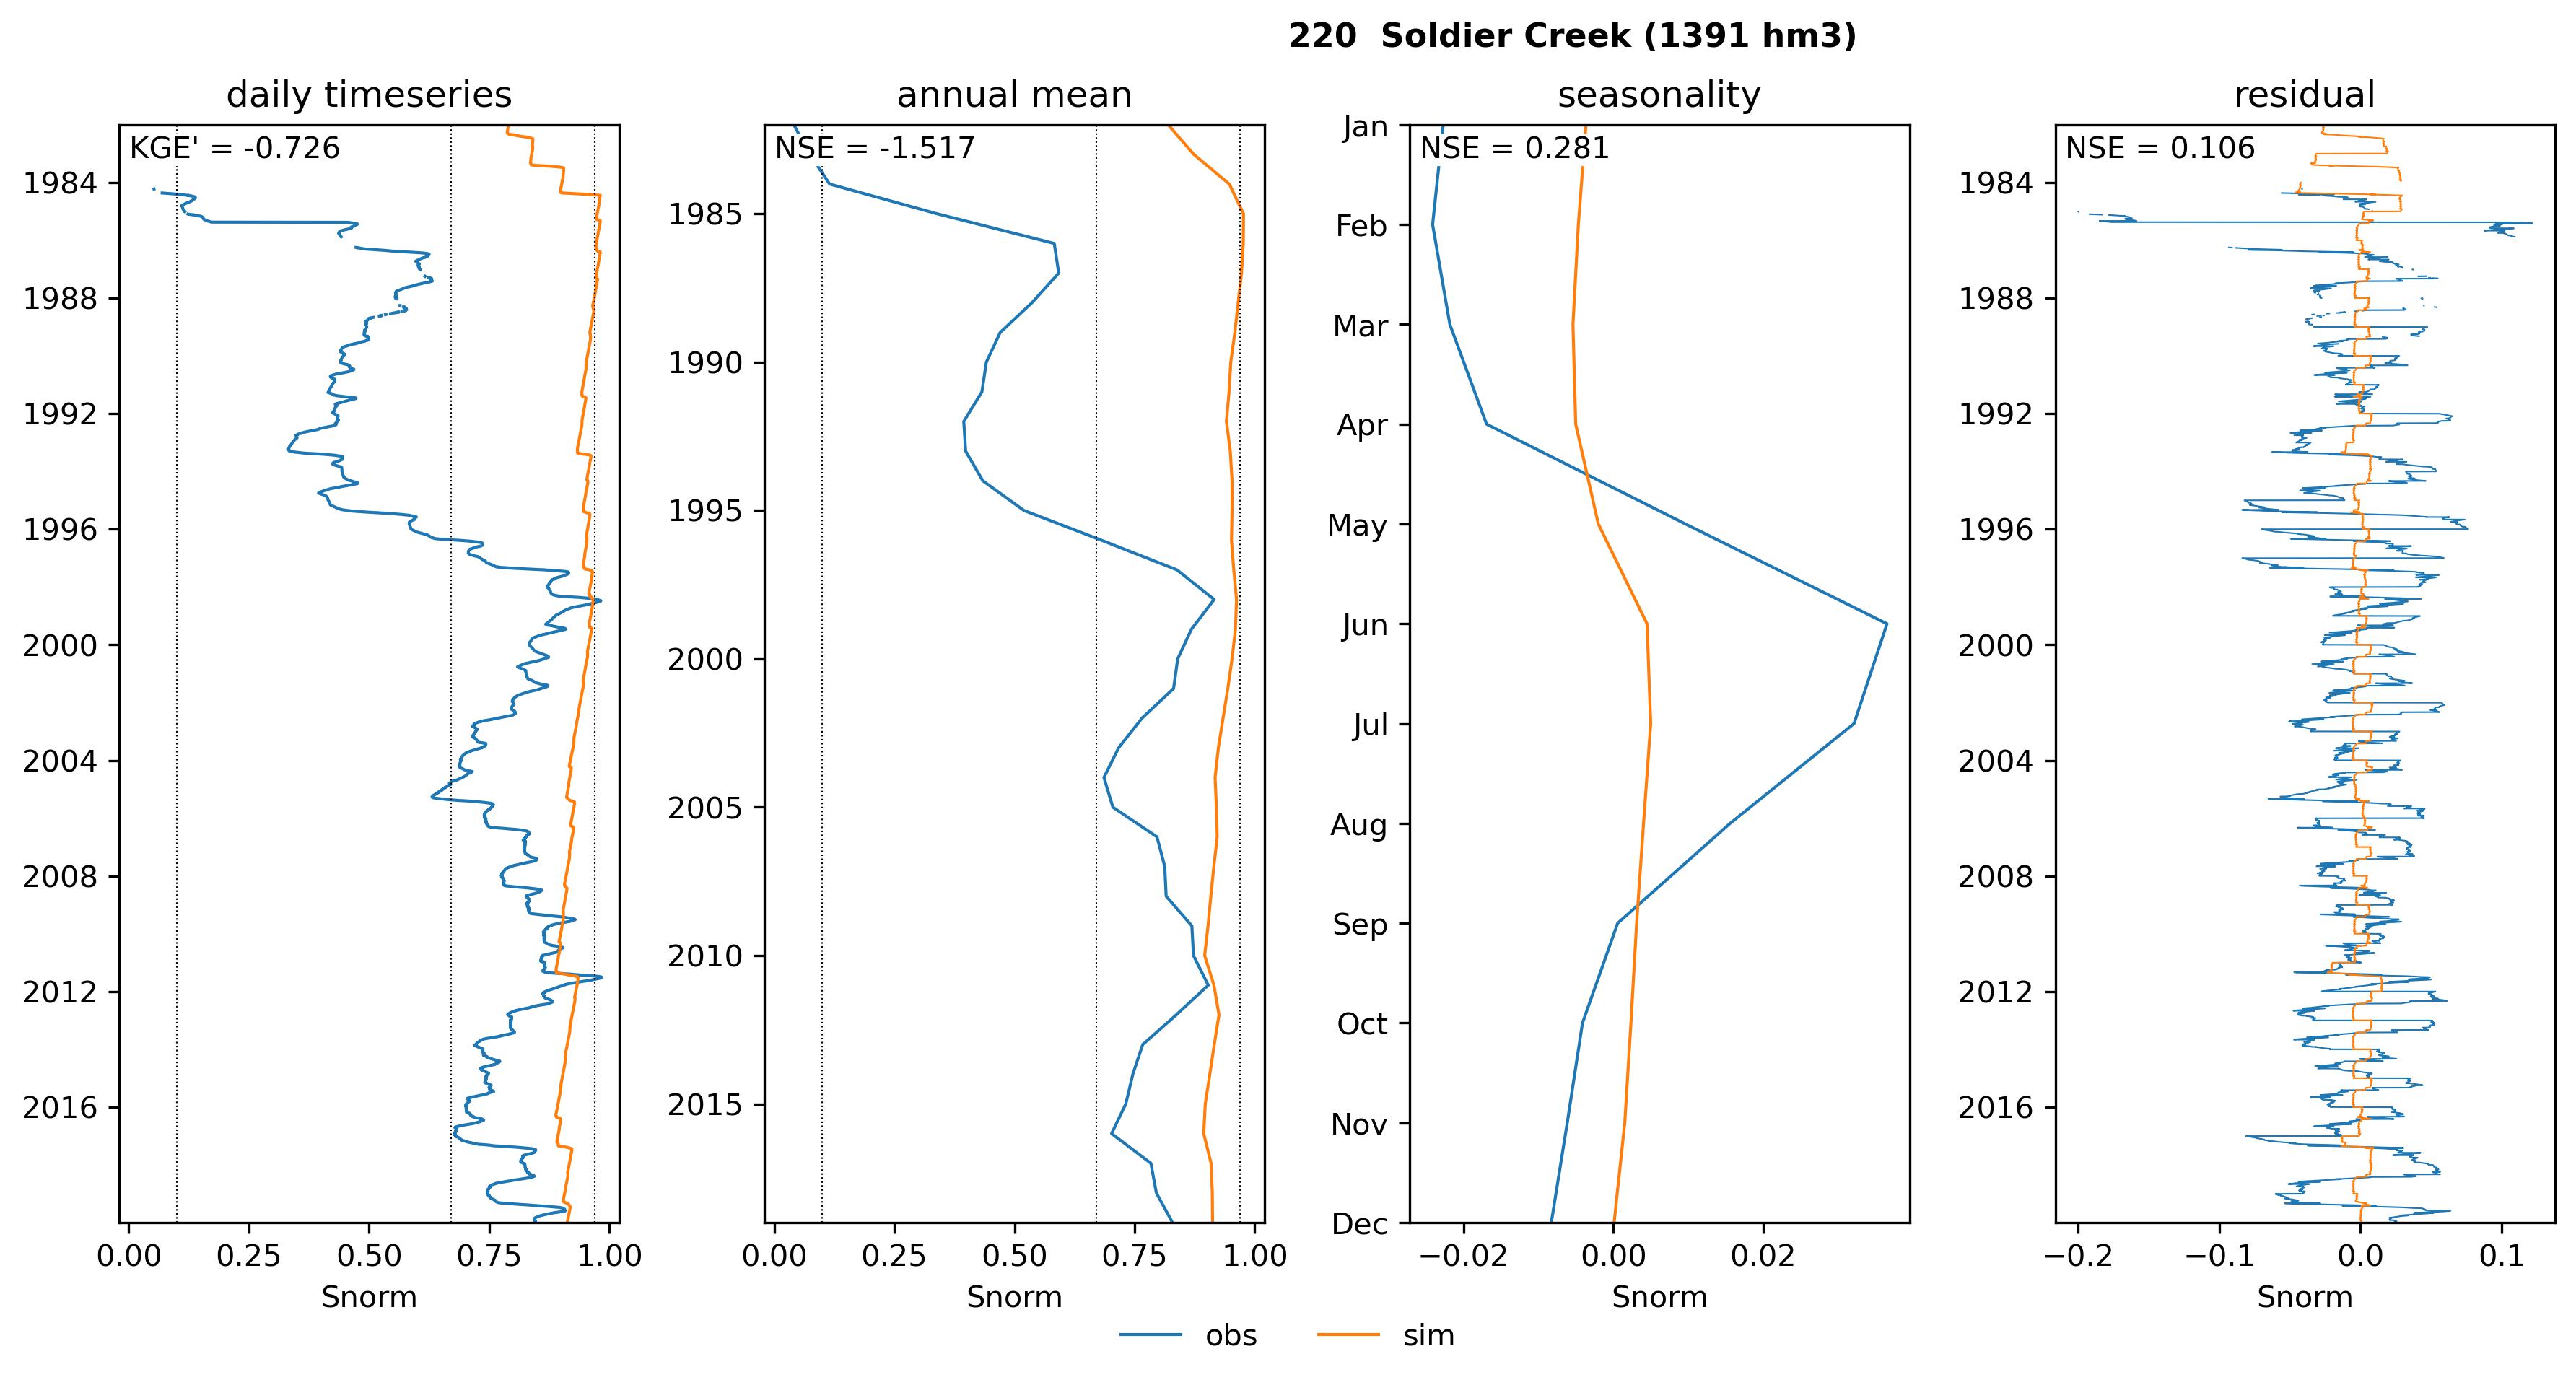 220  Soldier Creek (1391 hm3)
daily timeseries
KGE' = -0.726
1984
1988
1992
1996
2000
2004
2008
2012
2016
0.00 0.25 0.50 0.75 1.00
Snorm
annual mean
NSE = -1.517
1985
1990
1995
2000
2005
2010
2015
0.00 0.25 0.50 0.75 1.00
Snorm
seasonality
NSE = 0.281
Jan
Feb
Mar
Apr
May
Jun
Jul
Aug
Sep
Oct
Nov
Dec
−0.02 0.00 0.02
Snorm
residual
NSE = 0.106
1984
1988
1992
1996
2000
2004
2008
2012
2016
−0.2 −0.1 0.0 0.1
Snorm
obs sim